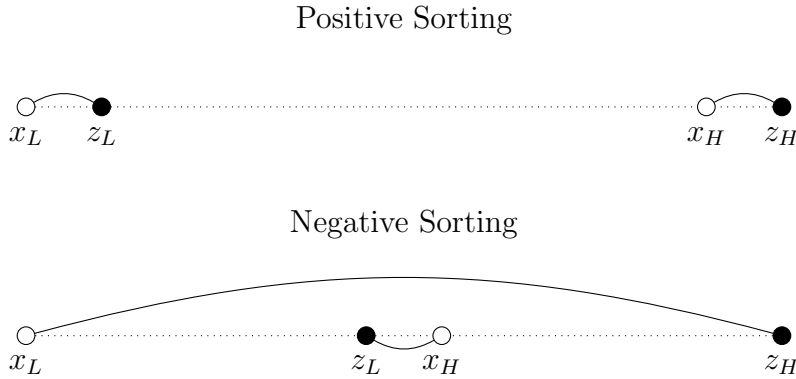 Positive Sorting
x_L z_L x_H z_H
Negative Sorting
x_L z_L x_H z_H